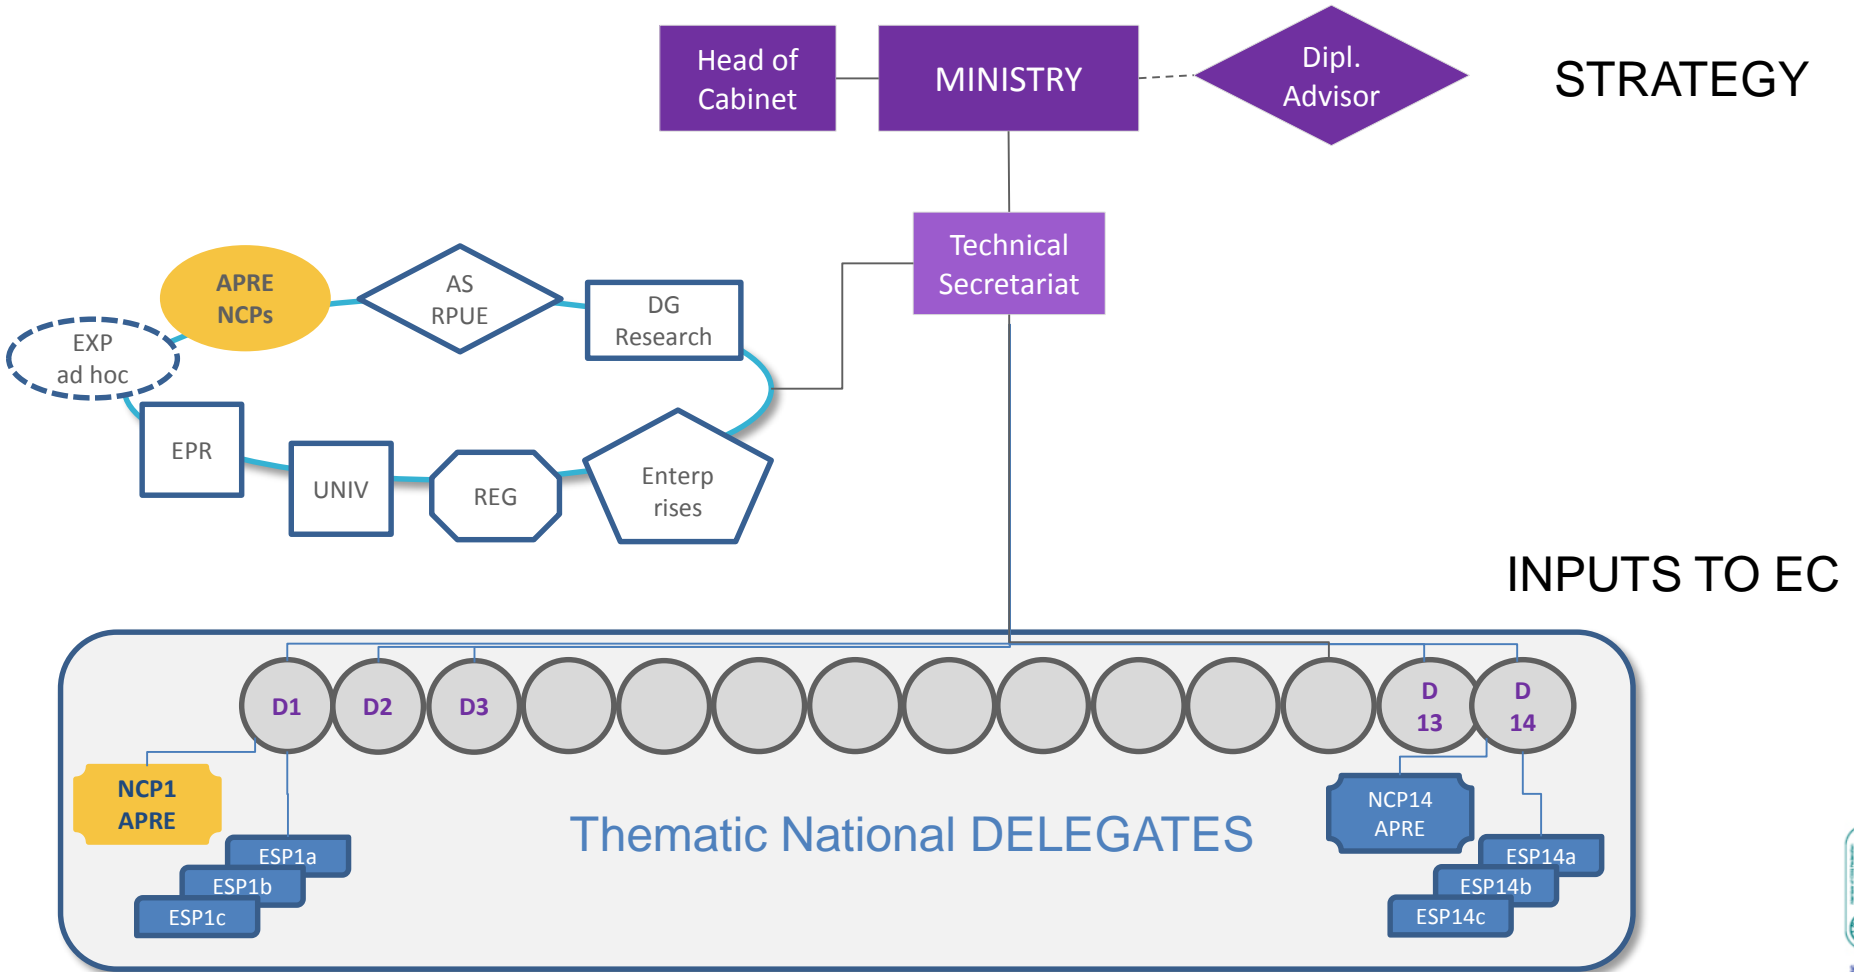 Head of
Cabinet
MINISTRY
Dipl.
Advisor
STRATEGY
Technical
Secretariat
APRE
NCPs
AS
RPUE
DG
Research
EXP
ad hoc
EPR
UNIV
REG
Enterp
rises
INPUTS TO EC
D1
D2
D3
D
13
D
14
NCP1
APRE
ESP1a
ESP1b
ESP1c
Thematic National DELEGATES
NCP14
APRE
ESP14a
ESP14b
ESP14c